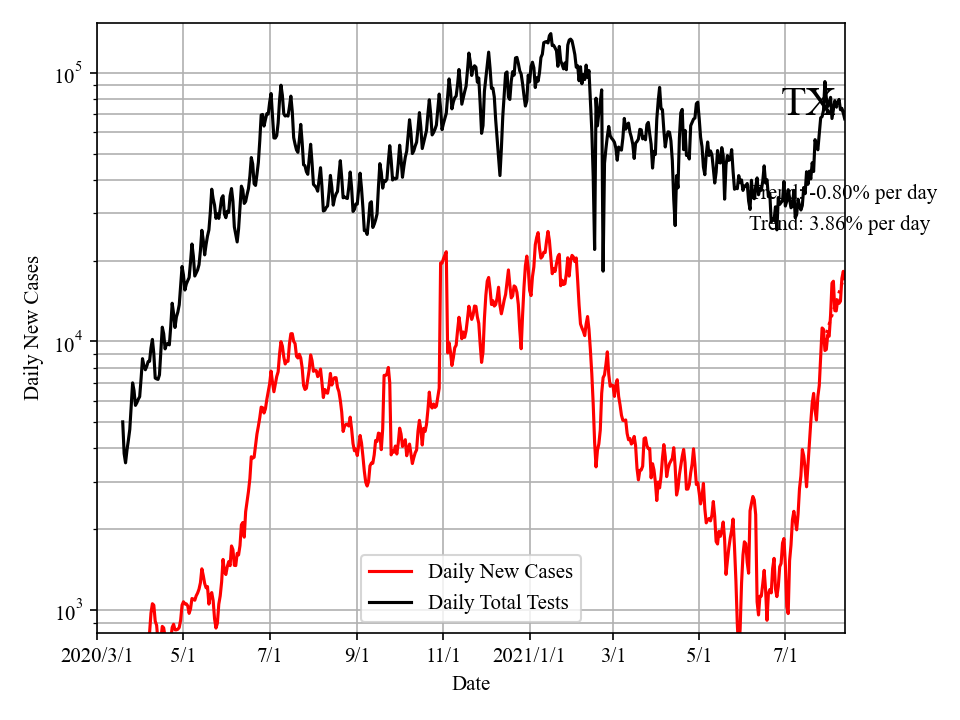 10^5
TX
Trend: -0.80% per day
Trend: 3.86% per day
Daily New Cases
10^4
Daily New Cases
Daily Total Tests
10^3
2020/3/1 5/1 7/1 9/1 11/1 2021/1/1 3/1 5/1 7/1
Date